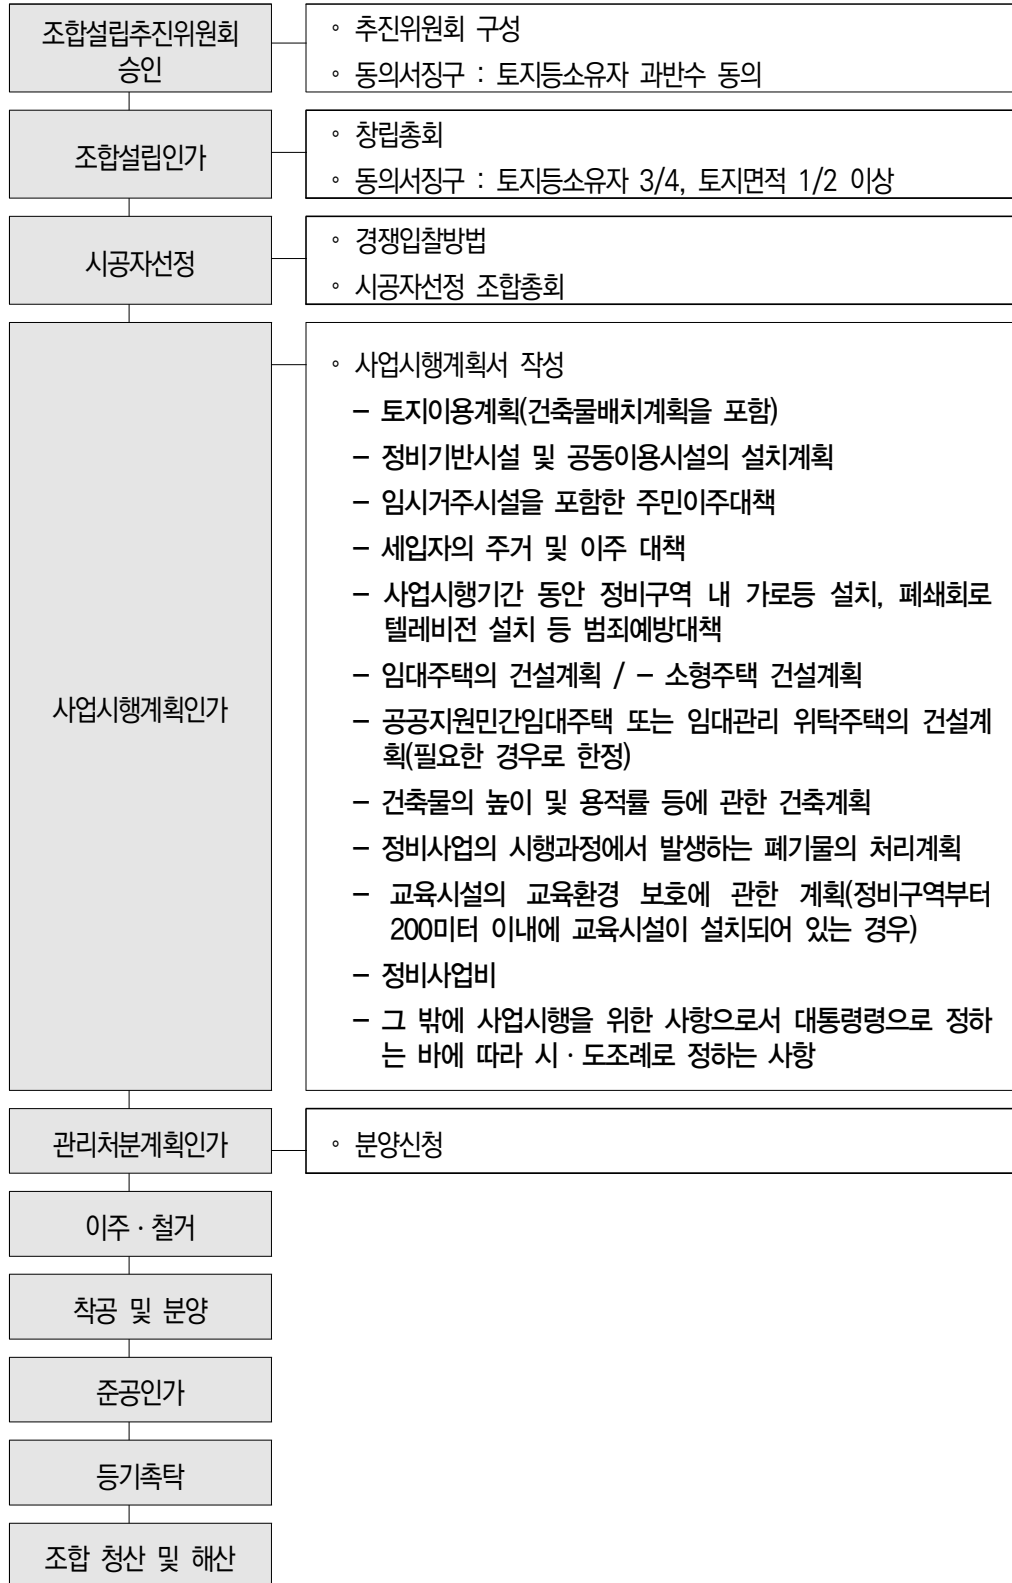 조합설립추진위원회
승인
◦ 추진위원회 구성
◦ 동의서징구 : 토지등소유자 과반수 동의
조합설립인가
◦ 창립총회
◦ 동의서징구 : 토지등소유자 3/4, 토지면적 1/2 이상
시공자선정
◦ 경쟁입찰방법
◦ 시공자선정 조합총회
사업시행계획인가
◦ 사업시행계획서 작성
– 토지이용계획(건축물배치계획을 포함)
– 정비기반시설 및 공동이용시설의 설치계획
– 임시거주시설을 포함한 주민이주대책
– 세입자의 주거 및 이주 대책
– 사업시행기간 동안 정비구역 내 가로등 설치, 폐쇄회로
텔레비전 설치 등 범죄예방대책
– 임대주택의 건설계획 / – 소형주택 건설계획
– 공공지원민간임대주택 또는 임대관리 위탁주택의 건설계
획(필요한 경우로 한정)
– 건축물의 높이 및 용적률 등에 관한 건축계획
– 정비사업의 시행과정에서 발생하는 폐기물의 처리계획
– 교육시설의 교육환경 보호에 관한 계획(정비구역부터
200미터 이내에 교육시설이 설치되어 있는 경우)
– 정비사업비
– 그 밖에 사업시행을 위한 사항으로서 대통령령으로 정하
는 바에 따라 시 · 도조례로 정하는 사항
관리처분계획인가
◦ 분양신청
이주 · 철거
착공 및 분양
준공인가
등기촉탁
조합 청산 및 해산